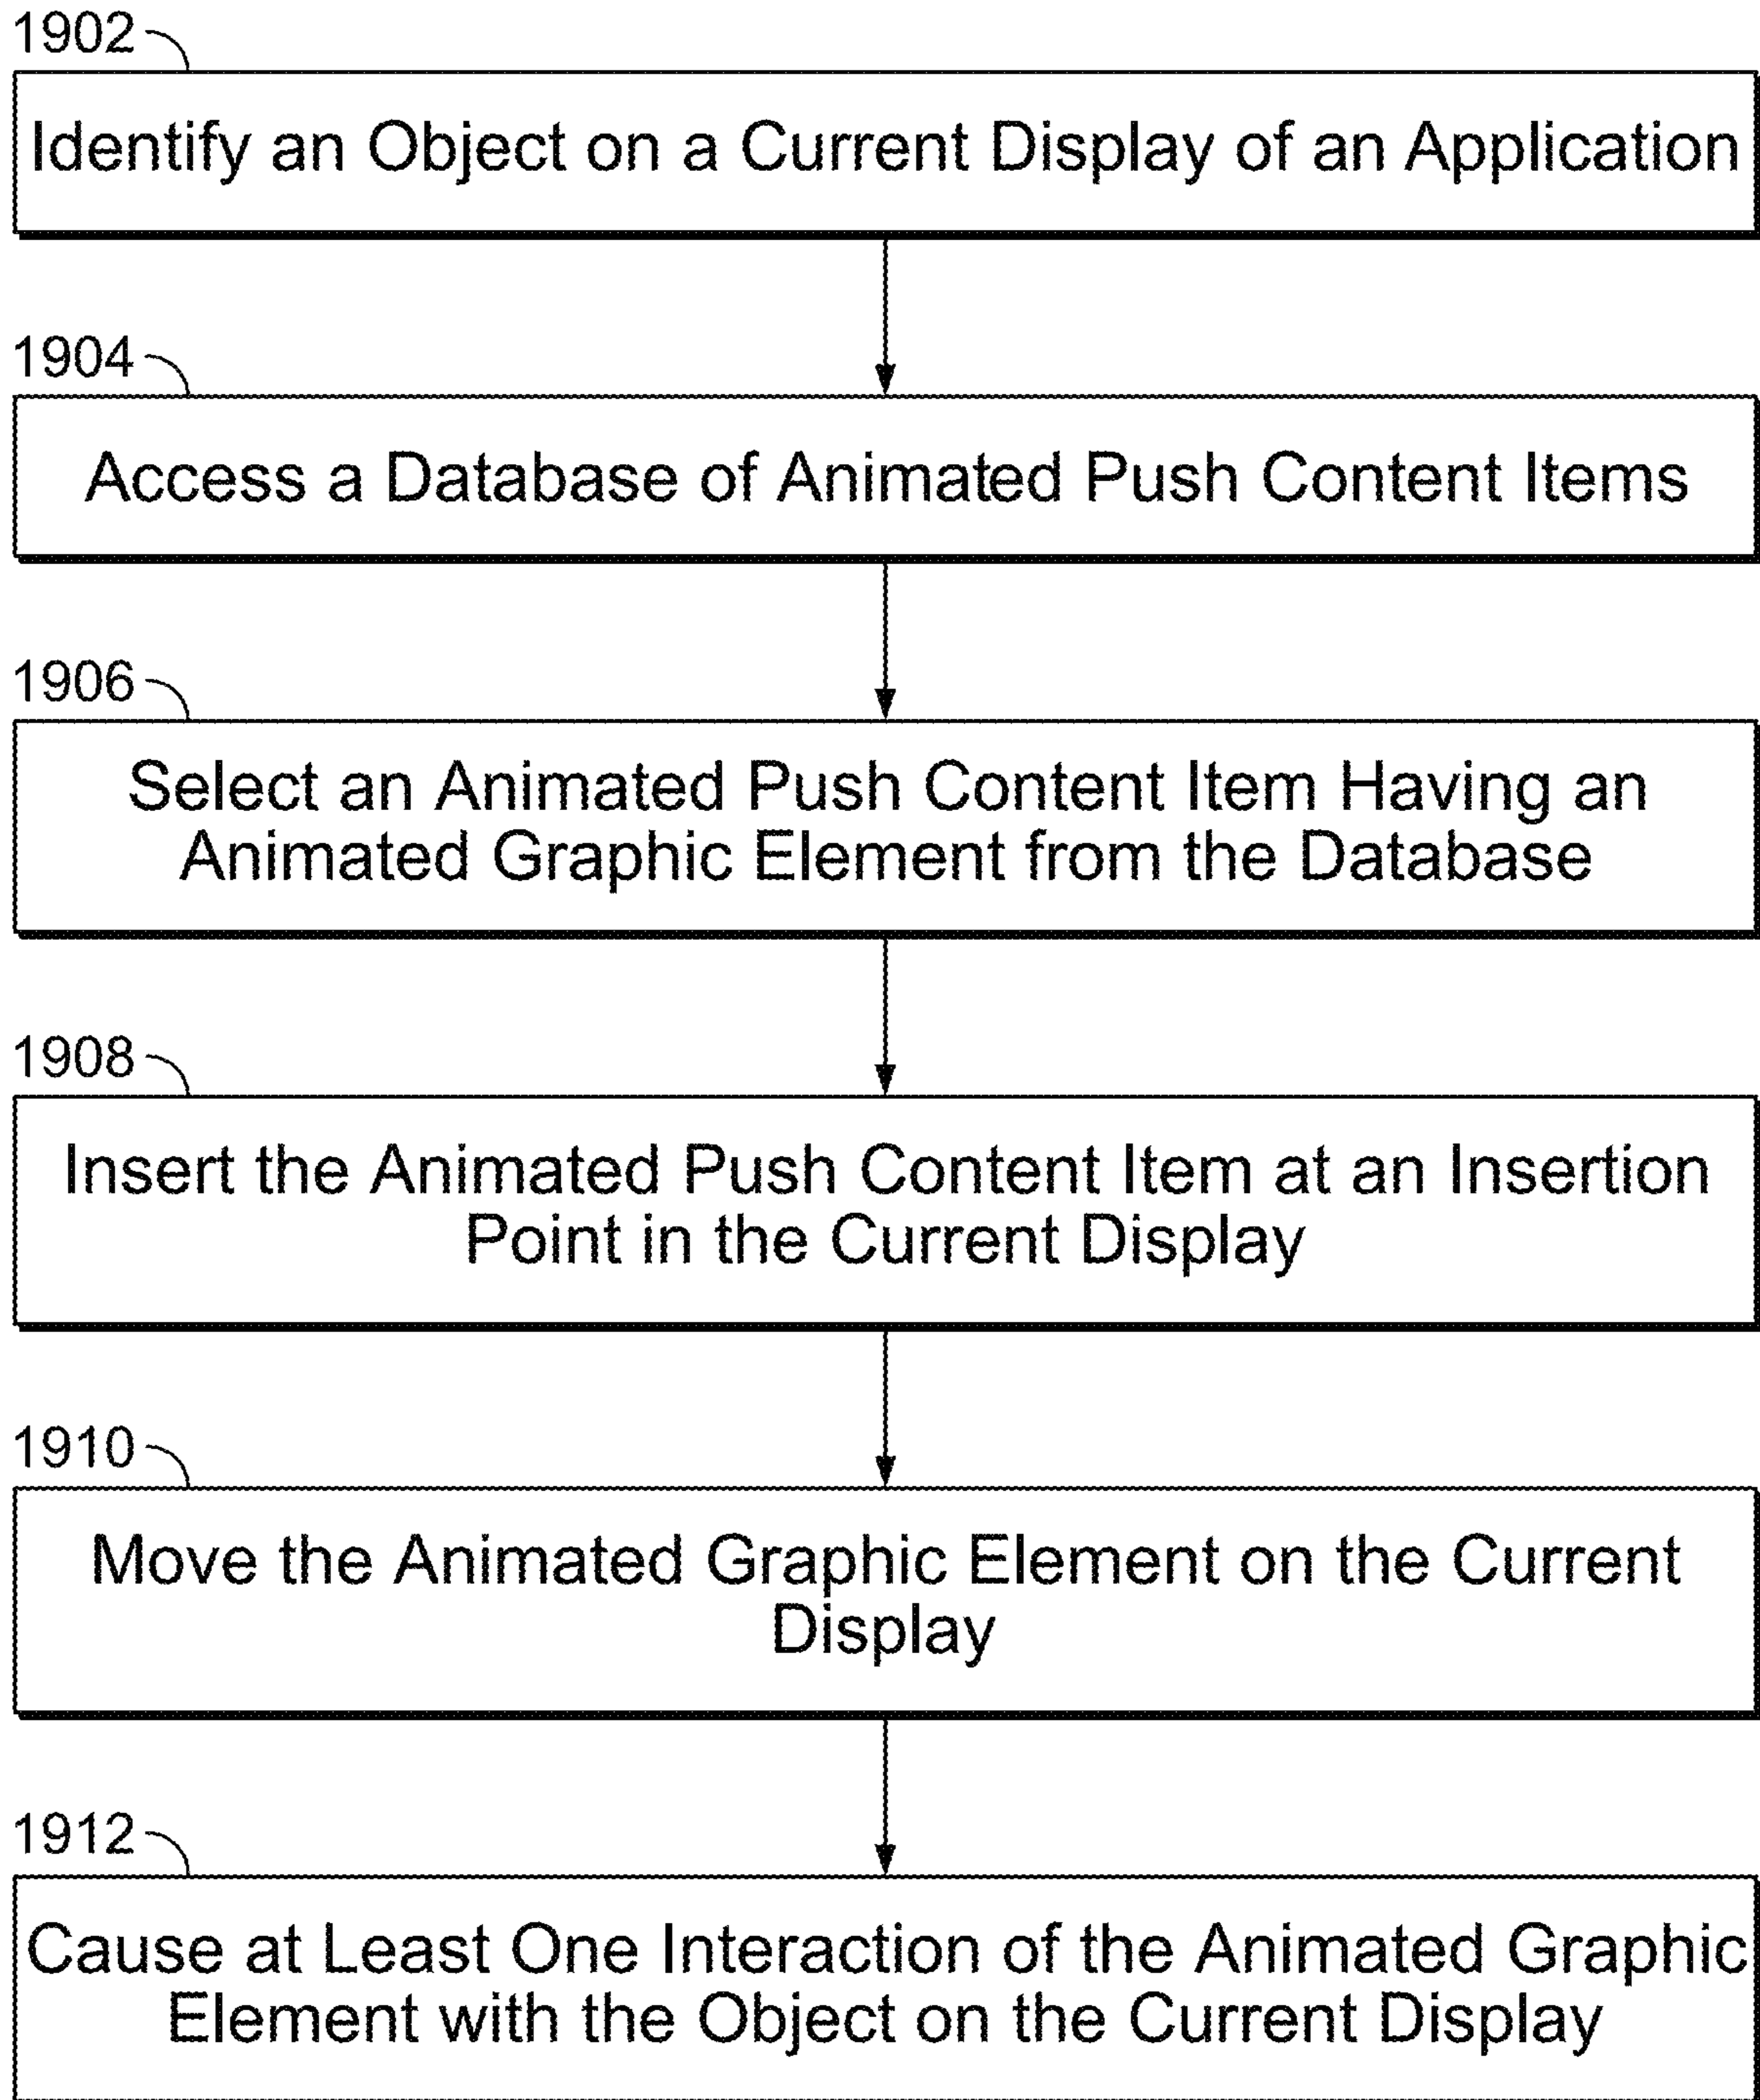 1902
Identify an Object on a Current Display of an Application
1904
Access a Database of Animated Push Content Items
1906
Select an Animated Push Content Item Having an
Animated Graphic Element from the Database
1908
Insert the Animated Push Content Item at an Insertion
Point in the Current Display
1910
Move the Animated Graphic Element on the Current
Display
1912
Cause at Least One Interaction of the Animated Graphic
Element with the Object on the Current Display